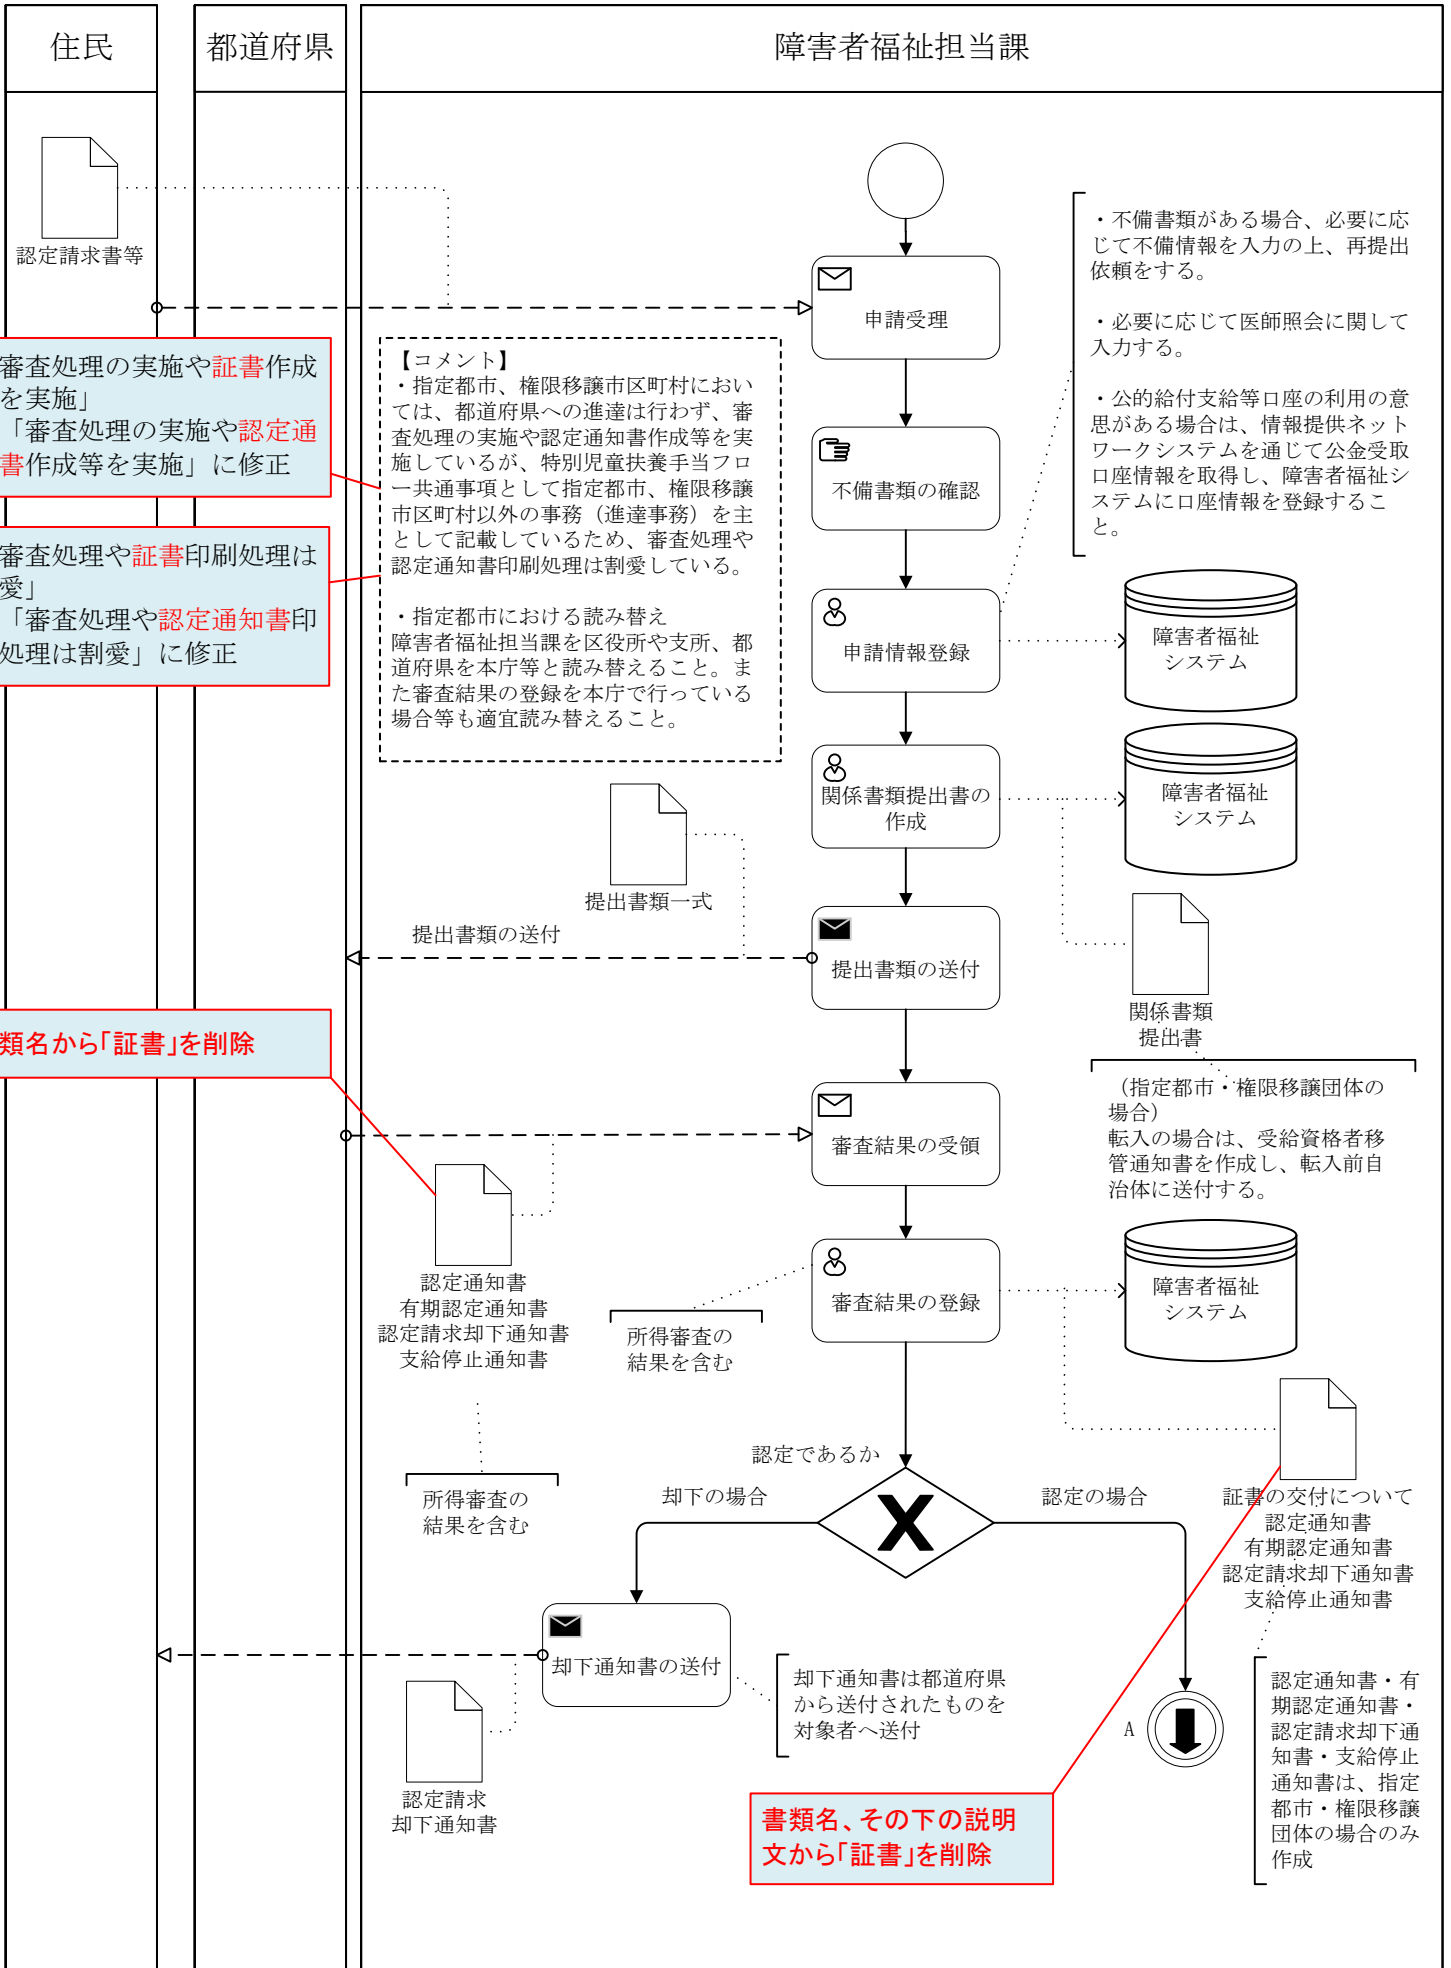 住民
都道府県
障害者福祉担当課
認定請求書等
申請受理
・不備書類がある場合、必要に応
じて不備情報を入力の上、再提出
依頼をする。
・必要に応じて医師照会に関して
入力する。
・公的給付支給等口座の利用の意
思がある場合は、情報提供ネット
ワークシステムを通じて公金受取
口座情報を取得し、障害者福祉シ
ステムに口座情報を登録するこ
と。
審査処理の実施や証書作成
を実施」
「審査処理の実施や認定通
書作成等を実施」に修正
審査処理や証書印刷処理は
愛」
「審査処理や認定通知書印
処理は割愛」に修正
【コメント】
・指定都市、権限移譲市区町村におい
ては、都道府県への進達は行わず、審
査処理の実施や認定通知書作成等を実
施しているが、特別児童扶養手当フロ
ー共通事項として指定都市、権限移譲
市区町村以外の事務（進達事務）を主
として記載しているため、審査処理や
認定通知書印刷処理は割愛している。
・指定都市における読み替え
障害者福祉担当課を区役所や支所、都
道府県を本庁等と読み替えること。ま
た審査結果の登録を本庁で行っている
場合等も適宜読み替えること。
不備書類の確認
申請情報登録
障害者福祉
システム
関係書類提出書の
作成
障害者福祉
システム
提出書類一式
提出書類の送付
提出書類の送付
関係書類
提出書
（指定都市・権限移譲団体の
場合）
転入の場合は、受給資格者移
管通知書を作成し、転入前自
治体に送付する。
類名から「証書」を削除
審査結果の受領
認定通知書
有期認定通知書
認定請求却下通知書
支給停止通知書
所得審査の
結果を含む
審査結果の登録
所得審査の
結果を含む
障害者福祉
システム
認定であるか
却下の場合
認定の場合
証書の交付について
認定通知書
有期認定通知書
認定請求却下通知書
支給停止通知書
却下通知書の送付
却下通知書は都道府県
から送付されたものを
対象者へ送付
A
認定通知書・有
期認定通知書・
認定請求却下通
知書・支給停止
通知書は、指定
都市・権限移譲
団体の場合のみ
作成
認定請求
却下通知書
書類名、その下の説明
文から「証書」を削除